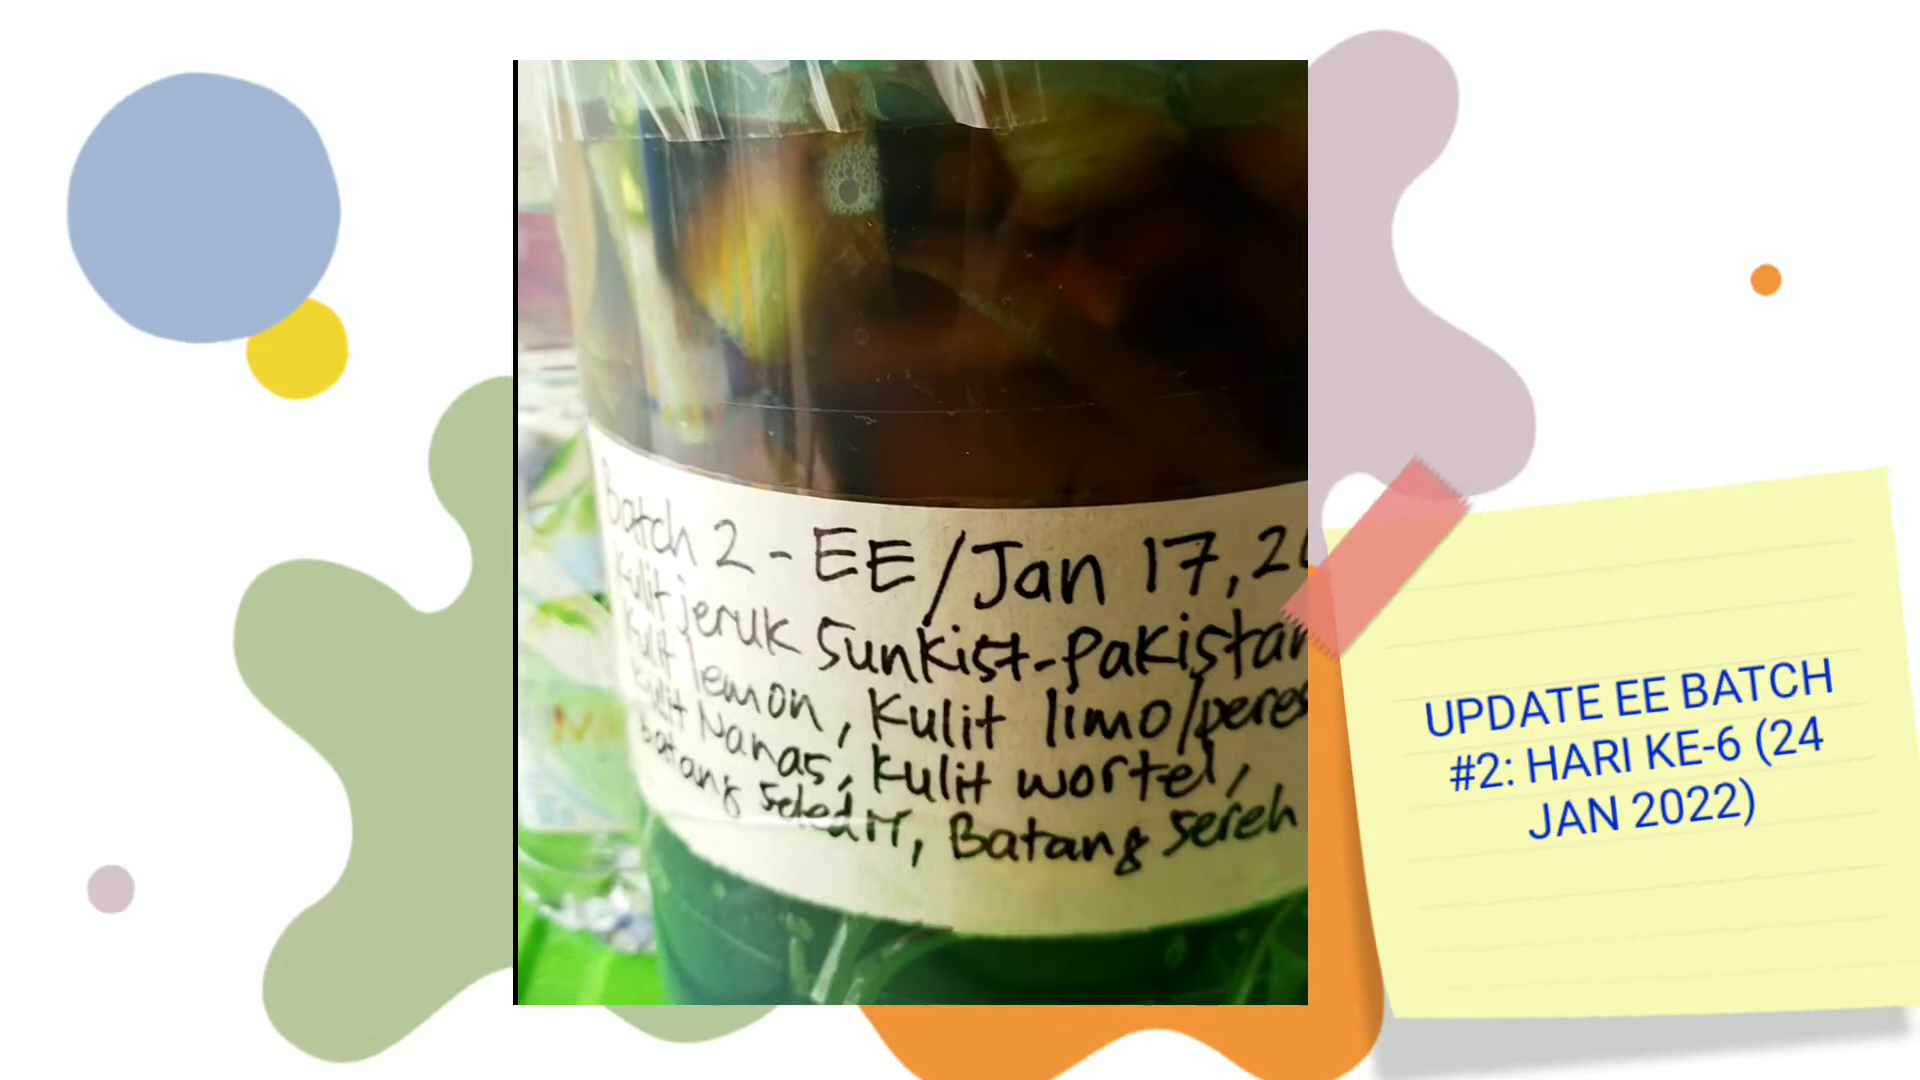 Batch 2 - EE/Jan 17, 20
Kulit jeruk Sunkist-Pakistan
Kulit lemon, Kulit limo/peres
Kulit Nanas, Kulit wortel,
Batang Seledri, Batang Sereh
UPDATE EE BATCH
#2: HARI KE-6 (24
JAN 2022)